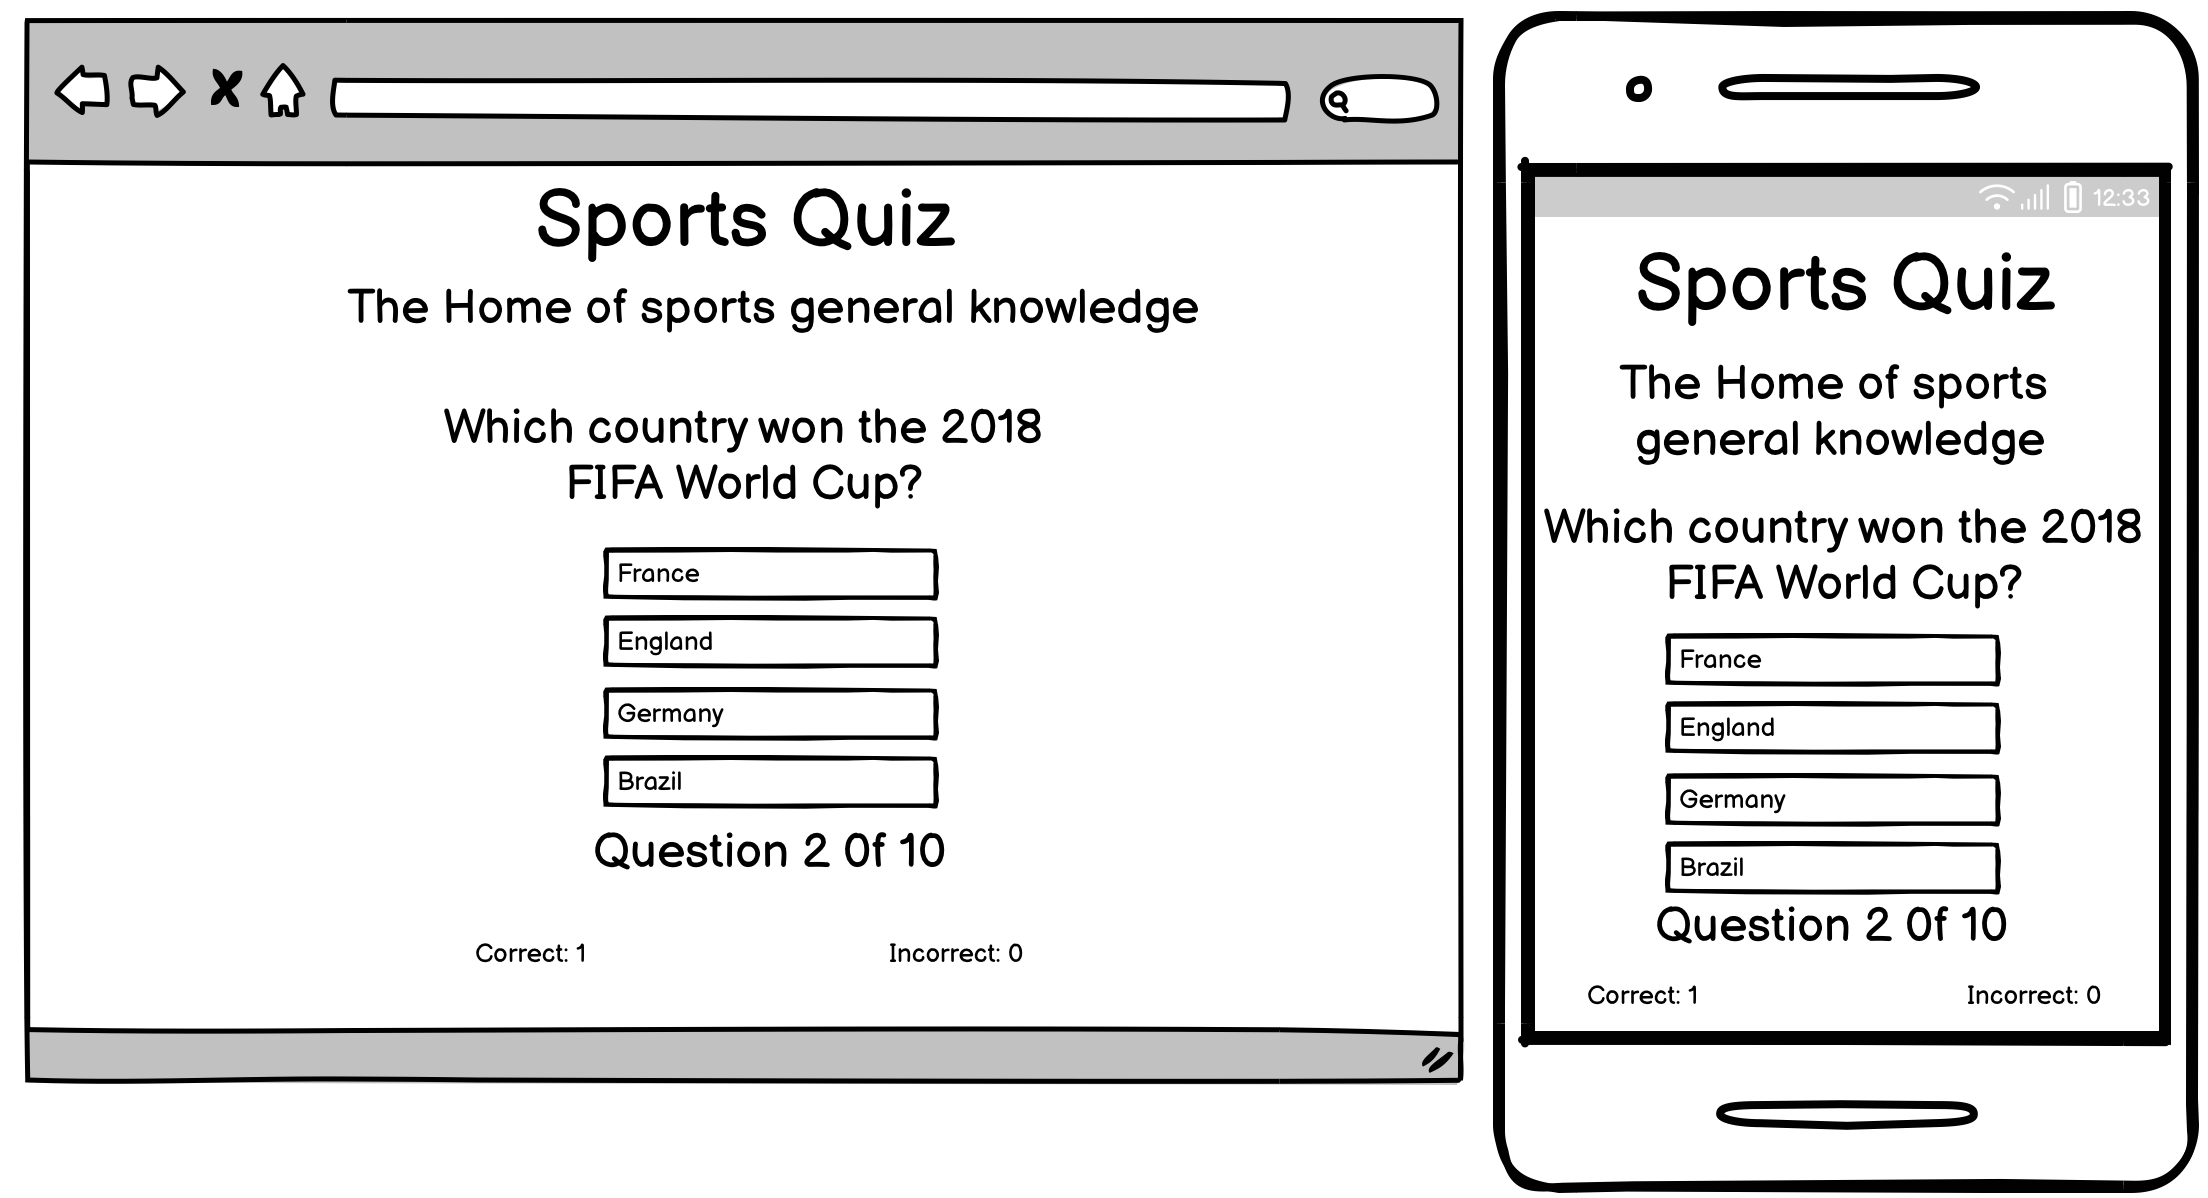 Sports Quiz
The Home of sports general knowledge
Which country won the 2018
FIFA World Cup?
France
England
Germany
Brazil
Question 2 Of 10
Correct: 1
Incorrect: 0
12:33
Sports Quiz
The Home of sports
general knowledge
Which country won the 2018
FIFA World Cup?
France
England
Germany
Brazil
Question 2 Of 10
Correct: 1
Incorrect: 0